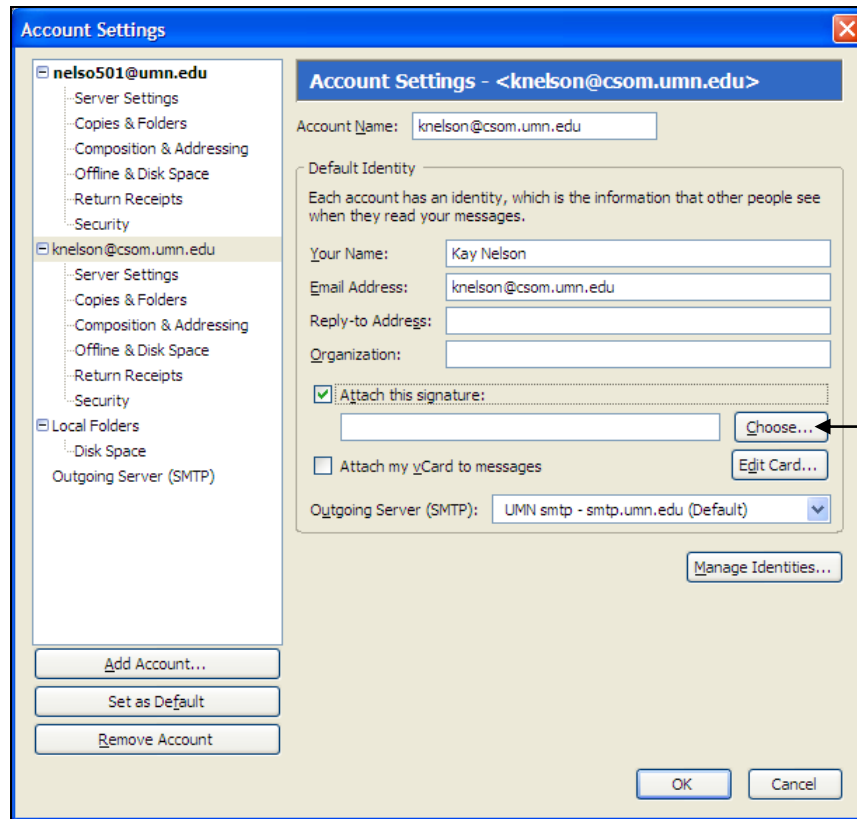 Account Settings
nelso501@umn.edu
Server Settings
Copies & Folders
Composition & Addressing
Offline & Disk Space
Return Receipts
Security
knelson@csom.umn.edu
Server Settings
Copies & Folders
Composition & Addressing
Offline & Disk Space
Return Receipts
Security
Local Folders
Disk Space
Outgoing Server (SMTP)
Add Account...
Set as Default
Remove Account
Account Settings - <knelson@csom.umn.edu>
Account Name: knelson@csom.umn.edu
Default Identity
Each account has an identity, which is the information that other people see
when they read your messages.
Your Name: Kay Nelson
Email Address: knelson@csom.umn.edu
Reply-to Address:
Organization:
Attach this signature:
Choose...
Attach my vCard to messages Edit Card...
Outgoing Server (SMTP): UMN smtp - smtp.umn.edu (Default)
Manage Identities...
OK Cancel